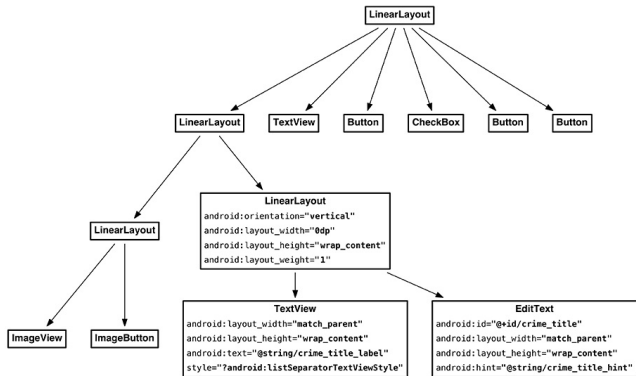 LinearLayout
LinearLayout
TextView
Button
CheckBox
Button
Button
LinearLayout
LinearLayout
android:orientation="vertical"
android:layout_width="0dp"
android:layout_height="wrap_content"
android:layout_weight="1"
ImageView
ImageButton
TextView
android:layout_width="match_parent"
android:layout_height="wrap_content"
android:text="@string/crime_title_label"
style="?android:listSeparatorTextViewStyle"
EditText
android:id="@+id/crime_title"
android:layout_width="match_parent"
android:layout_height="wrap_content"
android:hint="@string/crime_title_hint"